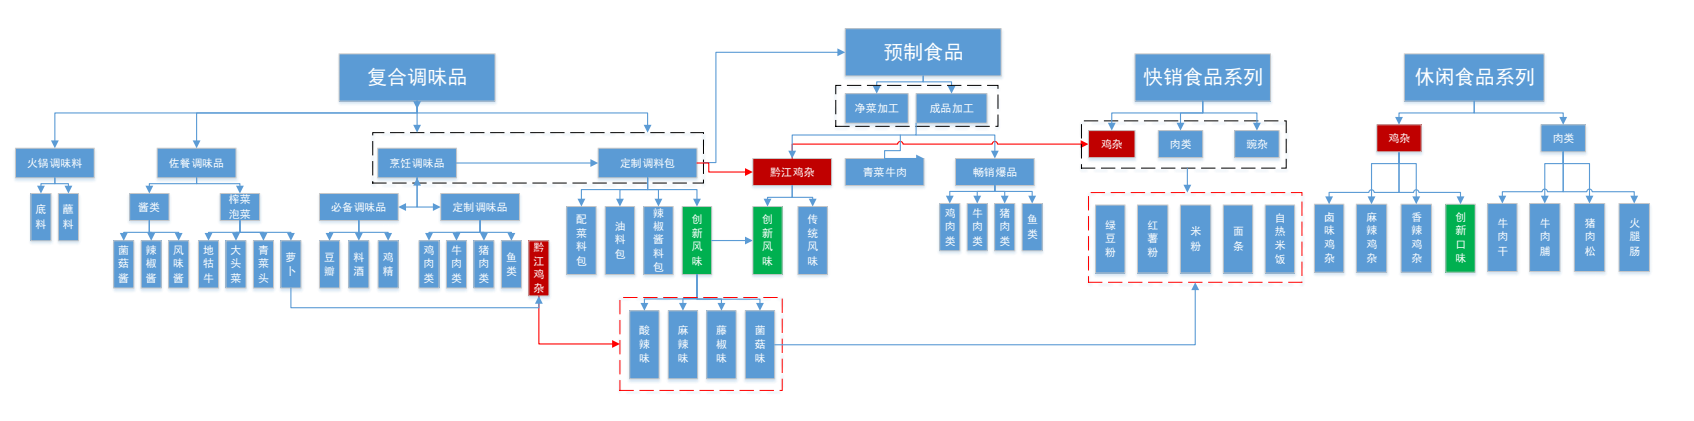 复合调味品
预制食品
快销食品系列
休闲食品系列
净菜加工
成品加工
火锅调味料
佐餐调味品
烹饪调味品
定制调料包
黔江鸡杂
青菜牛肉
畅销爆品
鸡杂
肉类
豌杂
鸡杂
肉类
底料
蘸料
酱类
榨菜
泡菜
必备调味品
定制调味品
菌菇酱
辣椒酱
风味酱
地牯牛
大头菜
青菜头
萝卜
豆瓣
料酒
鸡精
鸡肉类
牛肉类
猪肉类
鱼类
黔江鸡杂
配菜料包
油料包
辣椒酱料包
创新风味
创新风味
传统风味
鸡肉类
牛肉类
猪肉类
鱼类
绿豆粉
红薯粉
米粉
面条
自热米饭
卤味鸡杂
麻辣鸡杂
香辣鸡杂
创新口味
牛肉干
牛肉脯
猪肉松
火腿肠
酸辣味
麻辣味
藤椒味
菌菇味